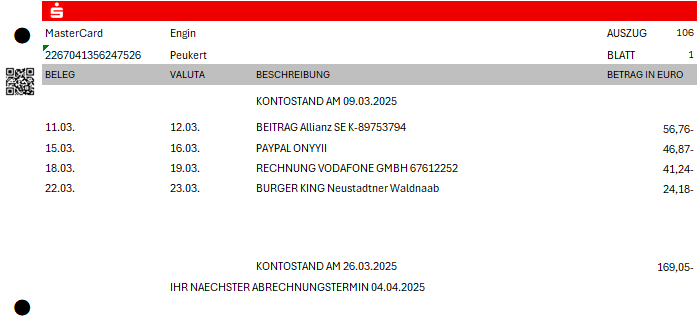 MasterCard Engin AUSZUG 106
2267041356247526 Peukert BLATT 1
BELEG VALUTA BESCHREIBUNG BETRAG IN EURO
KONTOSTAND AM 09.03.2025
11.03. 12.03. BEITRAG Allianz SE K-89753794 56,76-
15.03. 16.03. PAYPAL ONYYII 46,87-
18.03. 19.03. RECHNUNG VODAFONE GMBH 67612252 41,24-
22.03. 23.03. BURGER KING Neustadtner Waldnaab 24,18-
KONTOSTAND AM 26.03.2025 169,05-
IHR NAECHSTER ABRECHNUNGSTERMIN 04.04.2025